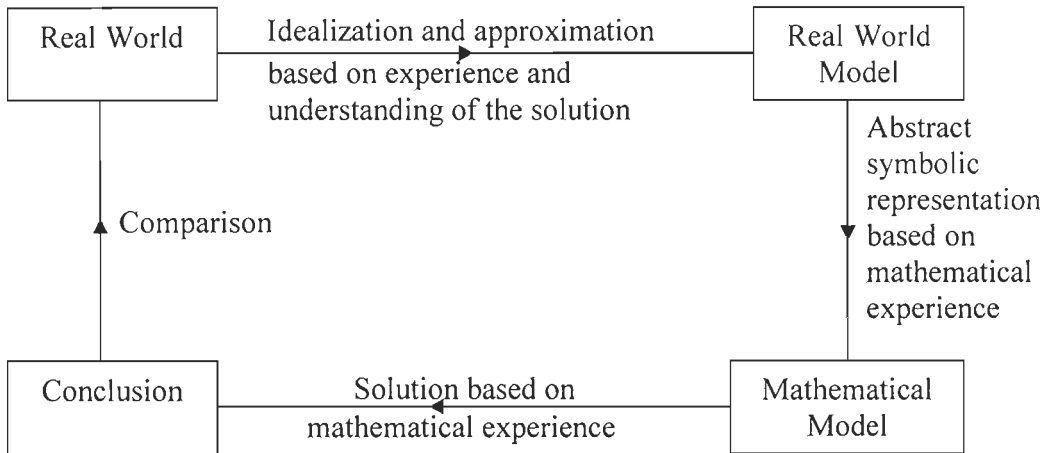 Real World
Idealization and approximation
based on experience and
understanding of the solution
Real World
Model
Abstract
symbolic
representation
based on
mathematical
experience
Comparison
Conclusion
Solution based on
mathematical experience
Mathematical
Model